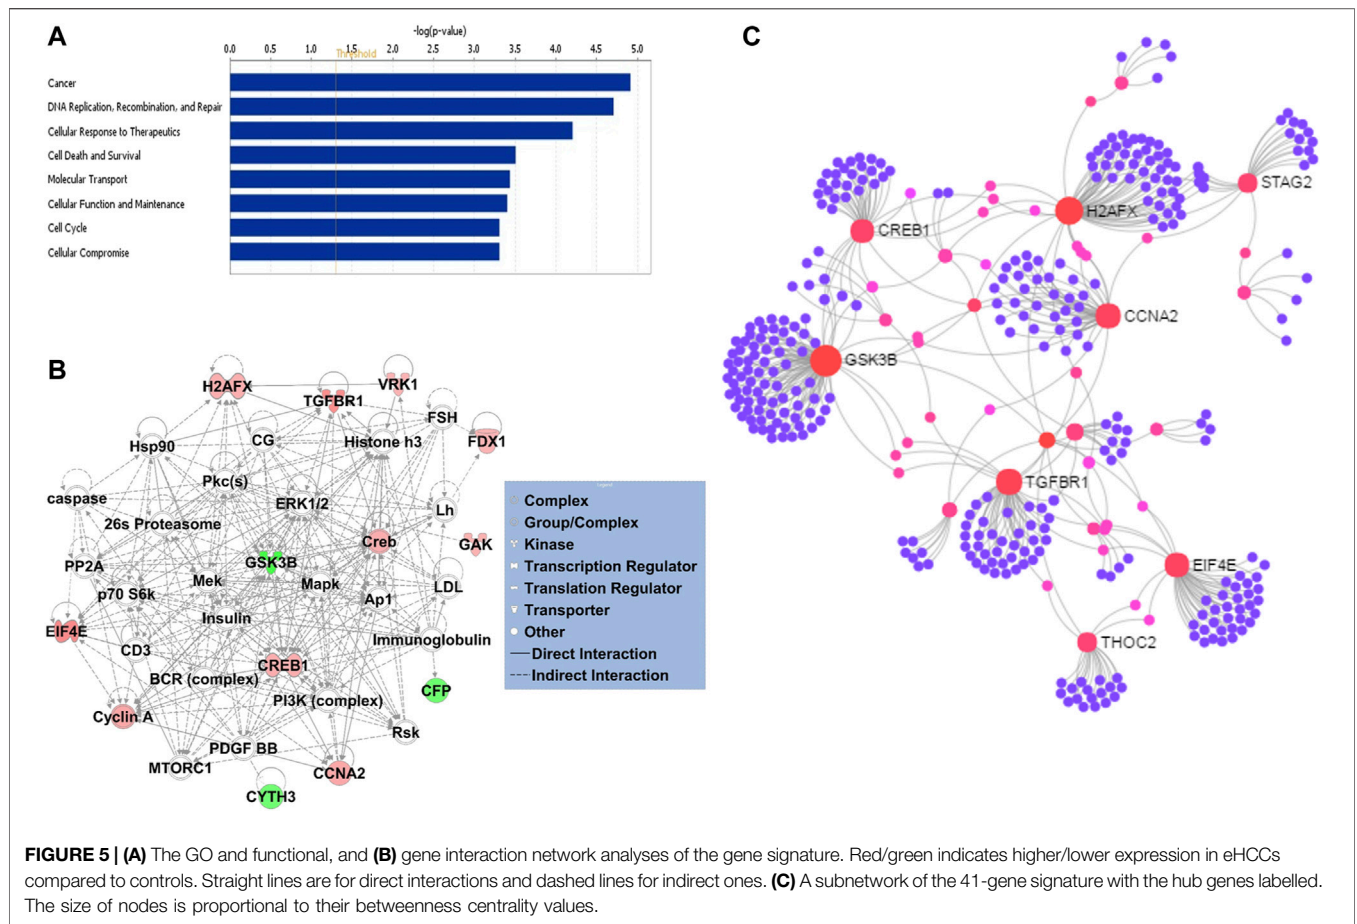 A
-log(p-value)
0.0 0.5 1.0 1.5 2.0 2.5 3.0 3.5 4.0 4.5 5.0
Threshold
Cancer
DNA Replication, Recombination, and Repair
Cellular Response to Therapeutics
Cell Death and Survival
Molecular Transport
Cellular Function and Maintenance
Cell Cycle
Cellular Compromise
B
H2AFX
TGFBR1
VRK1
FSH
FDX1
Hsp90
CG
Histone h3
Pkc(s)
caspase
ERK1/2
Lh
26s Proteasome
Creb
GAK
PP2A
GSK3B
Mek
Mapk
LDL
p70 S6k
Ap1
Insulin
EIF4E
CD3
Immunoglobulin
CREB1
BCR (complex)
CFP
PI3K (complex)
Cyclin A
Rsk
PDGF BB
MTORC1
CCNA2
CYTH3
Legend
Complex
Group/Complex
Kinase
Transcription Regulator
Translation Regulator
Transporter
Other
Direct Interaction
Indirect Interaction
C
STAG2
H2AFX
CREB1
CCNA2
GSK3B
TGFBR1
EIF4E
THOC2
FIGURE 5 | (A) The GO and functional, and (B) gene interaction network analyses of the gene signature. Red/green indicates higher/lower expression in eHCCs
compared to controls. Straight lines are for direct interactions and dashed lines for indirect ones. (C) A subnetwork of the 41-gene signature with the hub genes labelled.
The size of nodes is proportional to their betweenness centrality values.